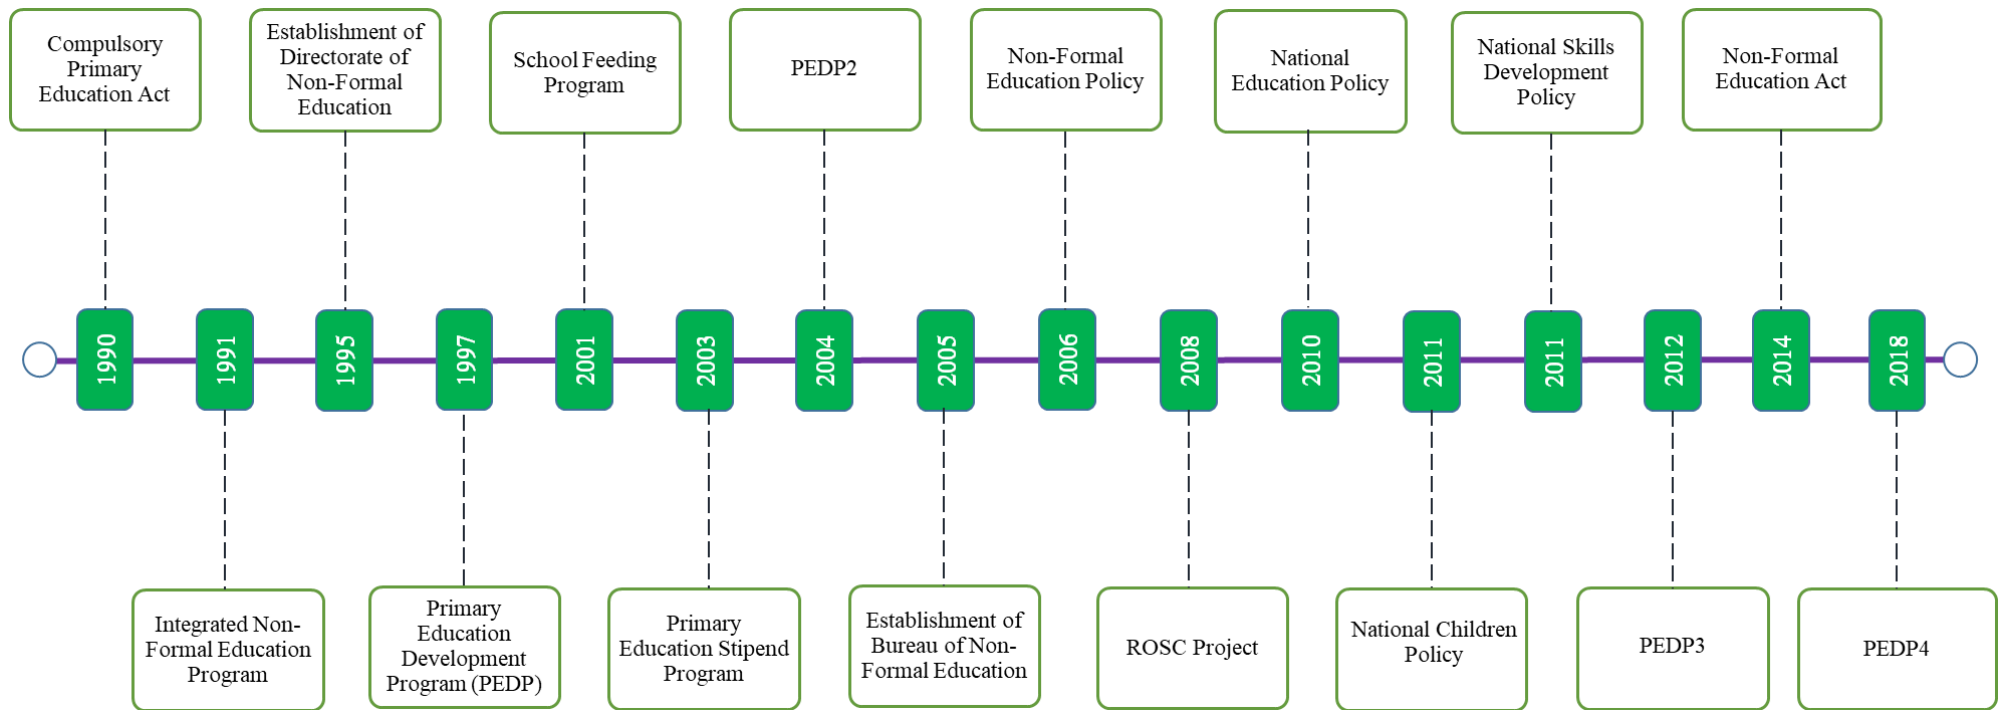 Compulsory
Primary
Education Act
Establishment of
Directorate of
Non-Formal
Education
School Feeding
Program
PEDP2
Non-Formal
Education Policy
National
Education Policy
National Skills
Development
Policy
Non-Formal
Education Act
1990
1991
1995
1997
2001
2003
2004
2005
2006
2008
2010
2011
2011
2012
2014
2018
Integrated Non-
Formal Education
Program
Primary
Education
Development
Program (PEDP)
Primary
Education Stipend
Program
Establishment of
Bureau of Non-
Formal Education
ROSC Project
National Children
Policy
PEDP3
PEDP4